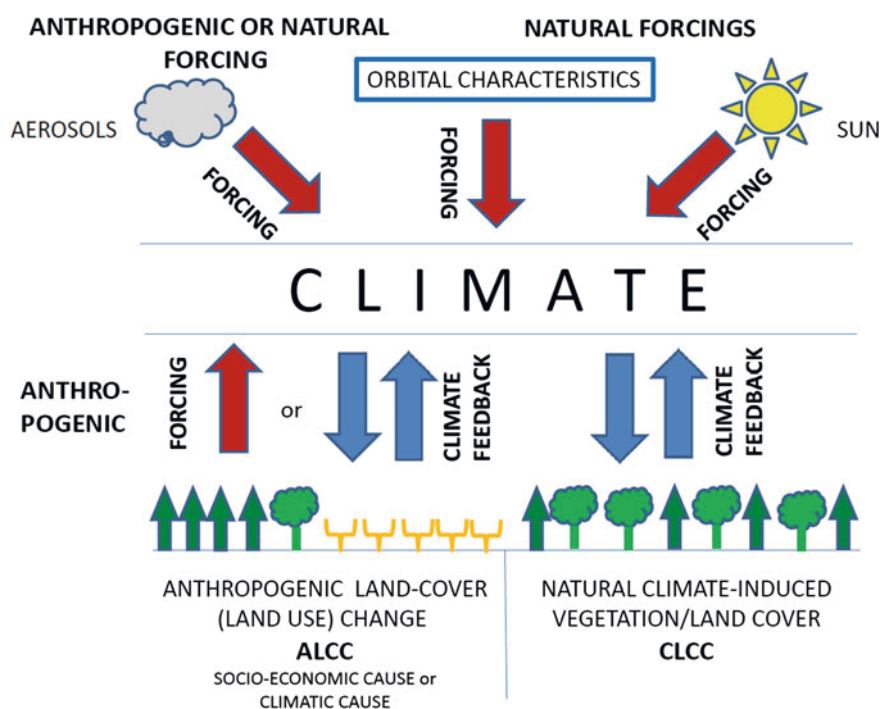 ANTHROPOGENIC OR NATURAL
FORCING
NATURAL FORCINGS
ORBITAL CHARACTERISTICS
AEROSOLS
SUN
FORCING
FORCING
FORCING
CLIMATE
ANTHRO-
POGENIC
FORCING
or
CLIMATE
FEEDBACK
CLIMATE
FEEDBACK
ANTHROPOGENIC LAND-COVER
(LAND USE) CHANGE
ALCC
SOCIO-ECONOMIC CAUSE or
CLIMATIC CAUSE
NATURAL CLIMATE-INDUCED
VEGETATION/LAND COVER
CLCC